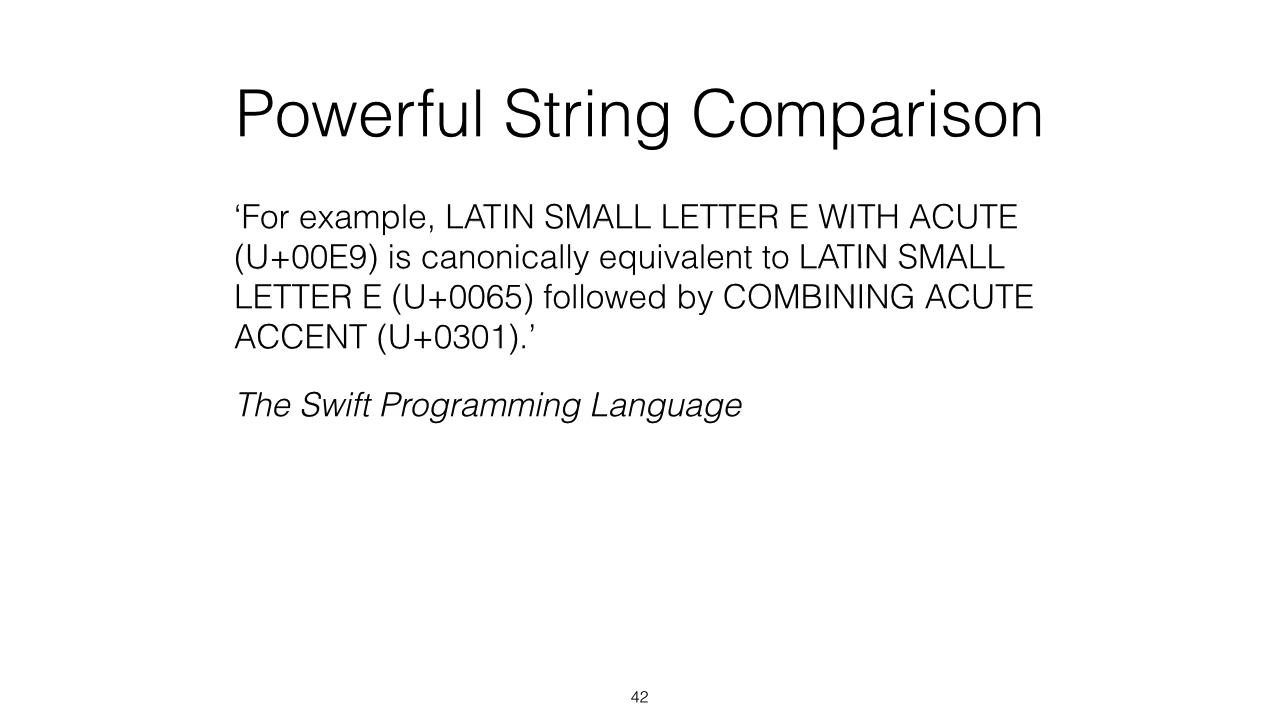 Powerful String Comparison
‘For example, LATIN SMALL LETTER E WITH ACUTE
(U+00E9) is canonically equivalent to LATIN SMALL
LETTER E (U+0065) followed by COMBINING ACUTE
ACCENT (U+0301).’
The Swift Programming Language
42